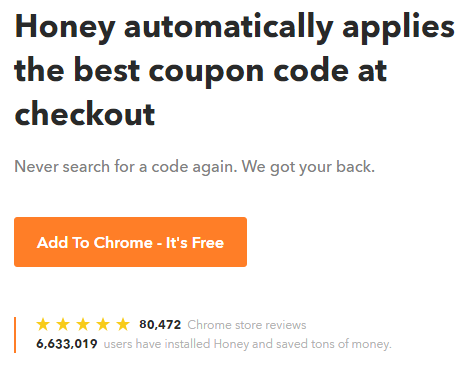 Honey automatically applies
the best coupon code at
checkout
Never search for a code again. We got your back.
Add To Chrome - It's Free
80,472 Chrome store reviews
6,633,019 users have installed Honey and saved tons of money.